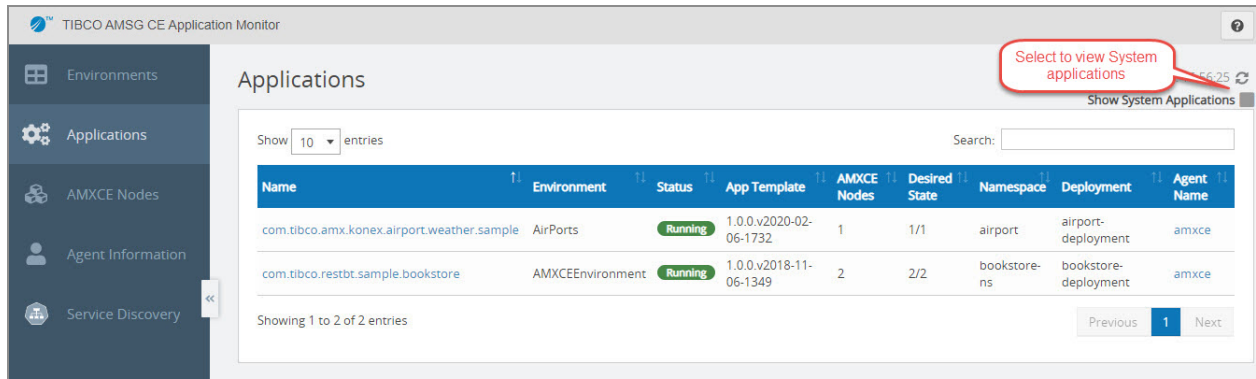 TIBCO AMSG CE Application Monitor
Environments
Applications
AMXCE Nodes
Agent Information
Service Discovery
Applications
Select to view System
applications
56:25
Show System Applications
Show 10 entries
Search:
Name Environment Status App Template AMXCE Nodes Desired State Namespace Deployment Agent Name
com.tibco.amx.konex.airport.weather.sample AirPorts Running 1.0.0.v2020-02-06-1732 1 1/1 airport airport-deployment amxce
com.tibco.restbt.sample.bookstore AMXCEEnvironment Running 1.0.0.v2018-11-06-1349 2 2/2 bookstore-ns bookstore-deployment amxce
Showing 1 to 2 of 2 entries
Previous 1 Next